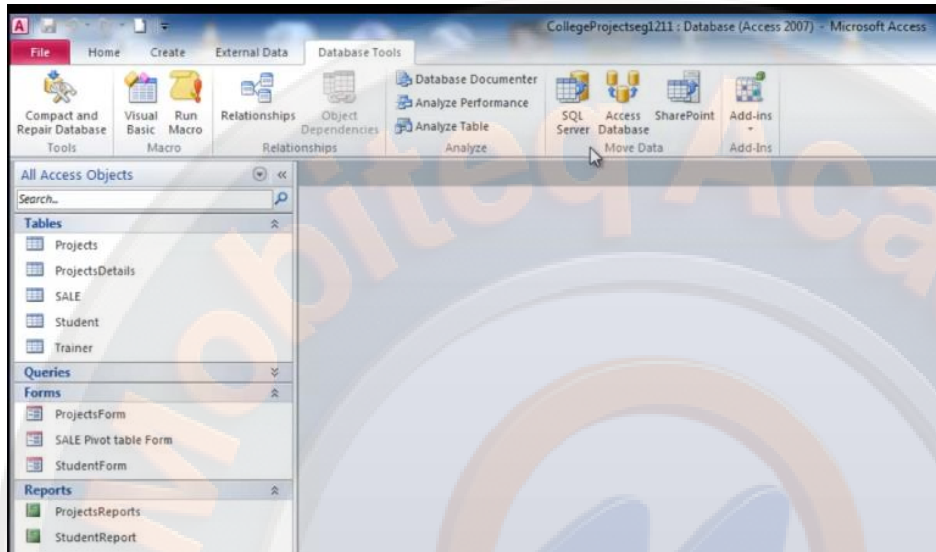 A
CollegeProjectseg1211 : Database (Access 2007) - Microsoft Access
File Home Create External Data Database Tools
Compact and Repair Database
Visual Basic
Run Macro
Relationships
Object Dependencies
Database Documenter
Analyze Performance
Analyze Table
SQL Server
Access Database
SharePoint
Add-ins
Tools Macro Relationships Analyze Move Data Add-Ins
All Access Objects
Search...
Tables
Projects
ProjectsDetails
SALE
Student
Trainer
Queries
Forms
ProjectsForm
SALE Pivot table Form
StudentForm
Reports
ProjectsReports
StudentReport
Mobiteq Aca